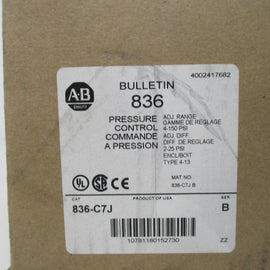 4002417682
AB
QUALITY
BULLETIN
836
PRESSURE
CONTROL
COMMANDE
A PRESSION
ADJ. RANGE
GAMME DE REGLAGE
4-150 PSI
ADJ. DIFF
DIFF. DE REGLAGE
2-25 PSI
ENCL/BOIT
TYPE 4-13
MAT NO.
836-C7J B
CAT
PRODUCT OF USA
SER
836-C7J
B
10781180152730
ZZ